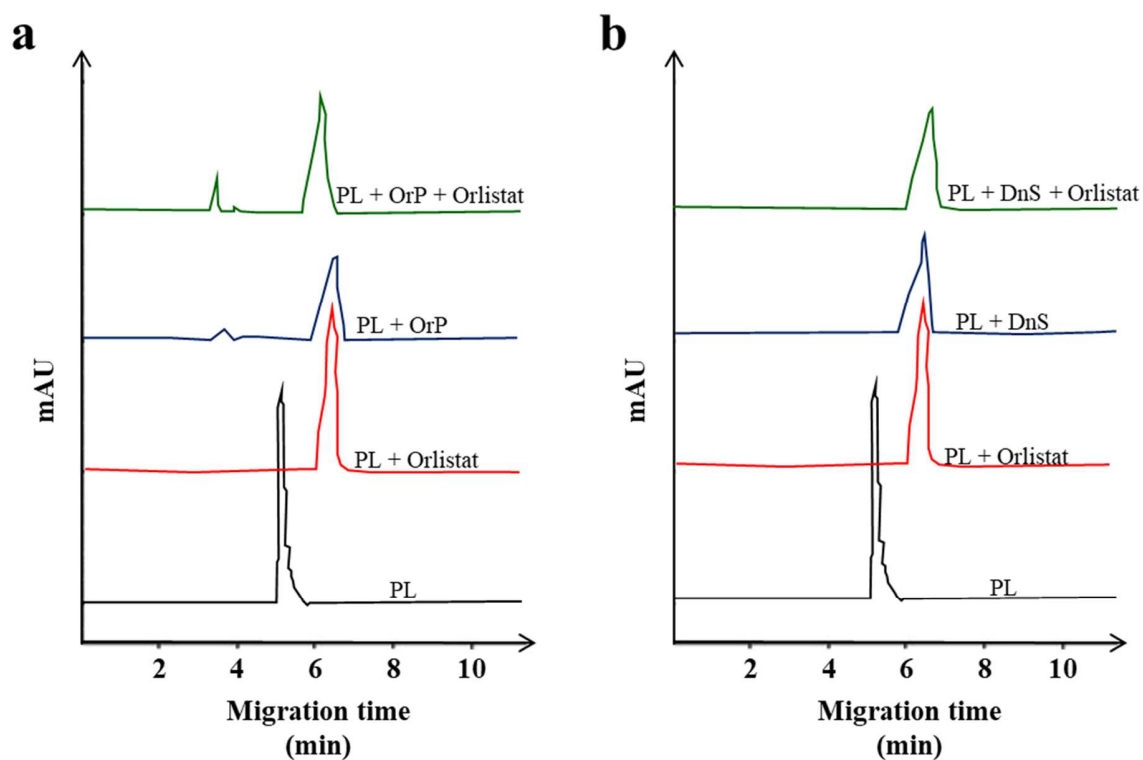 a
mAU
PL + OrP + Orlistat
PL + OrP
PL + Orlistat
PL
2 4 6 8 10
Migration time
(min)
b
mAU
PL + DnS + Orlistat
PL + DnS
PL + Orlistat
PL
2 4 6 8 10
Migration time
(min)